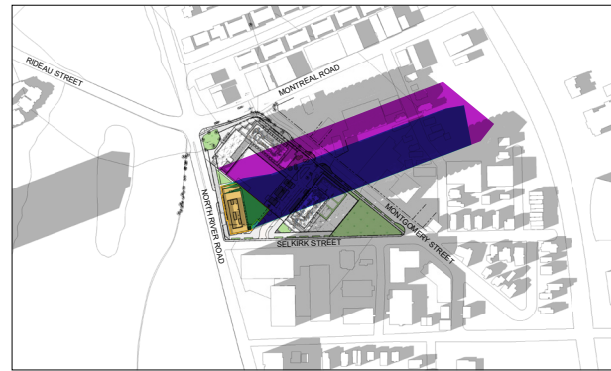 RIDEAU STREET
MONTREAL ROAD
NORTH RIVER ROAD
MONTGOMERY STREET
SELKIRK STREET